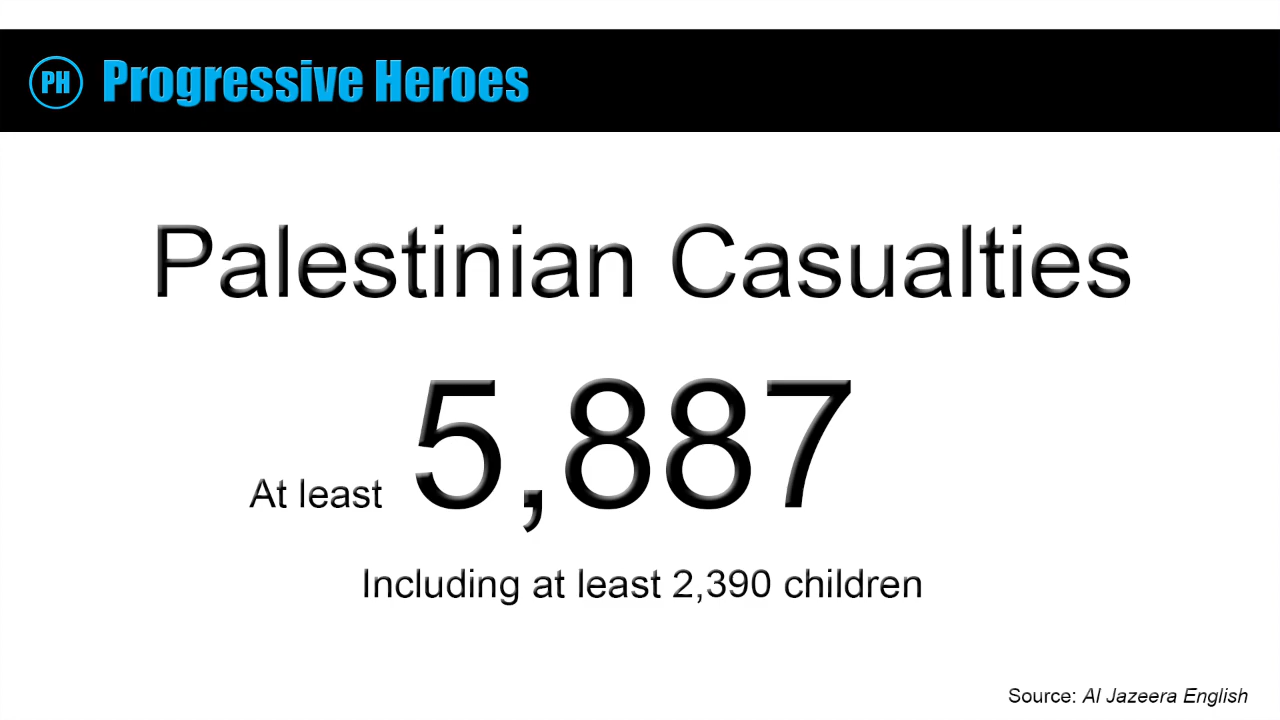 PH Progressive Heroes
Palestinian Casualties
At least 5,887
Including at least 2,390 children
Source: Al Jazeera English